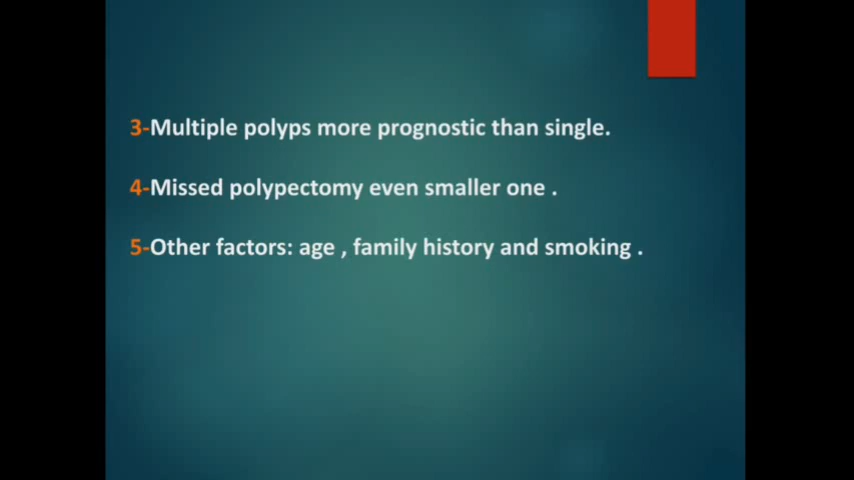 3-Multiple polyps more prognostic than single.
4-Missed polypectomy even smaller one .
5-Other factors: age , family history and smoking .